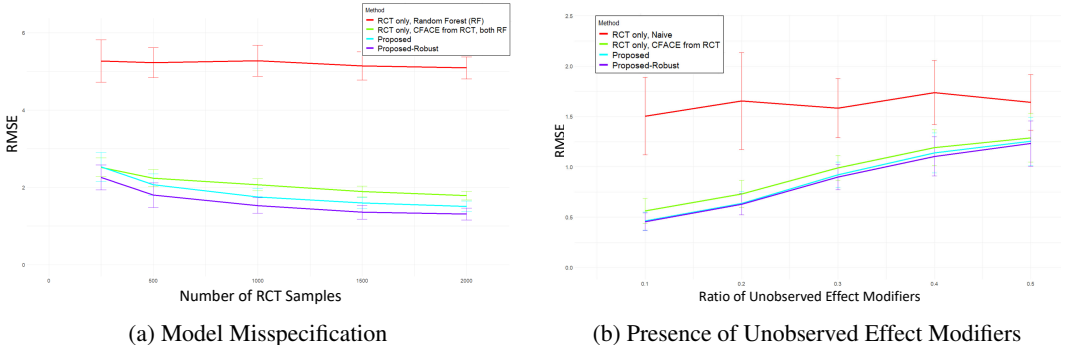 Method
RCT only, Random Forest (RF)
RCT only, CFACE from RCT, both RF
Proposed
Proposed-Robust
6
4
2
0
RMSE
0
500
1000
1500
2000
Number of RCT Samples
(a) Model Misspecification
2.5
2.0
1.5
1.0
0.5
0.0
Method
RCT only, Naive
RCT only, CFACE from RCT
Proposed
Proposed-Robust
RMSE
0.1
0.2
0.3
0.4
0.5
Ratio of Unobserved Effect Modifiers
(b) Presence of Unobserved Effect Modifiers